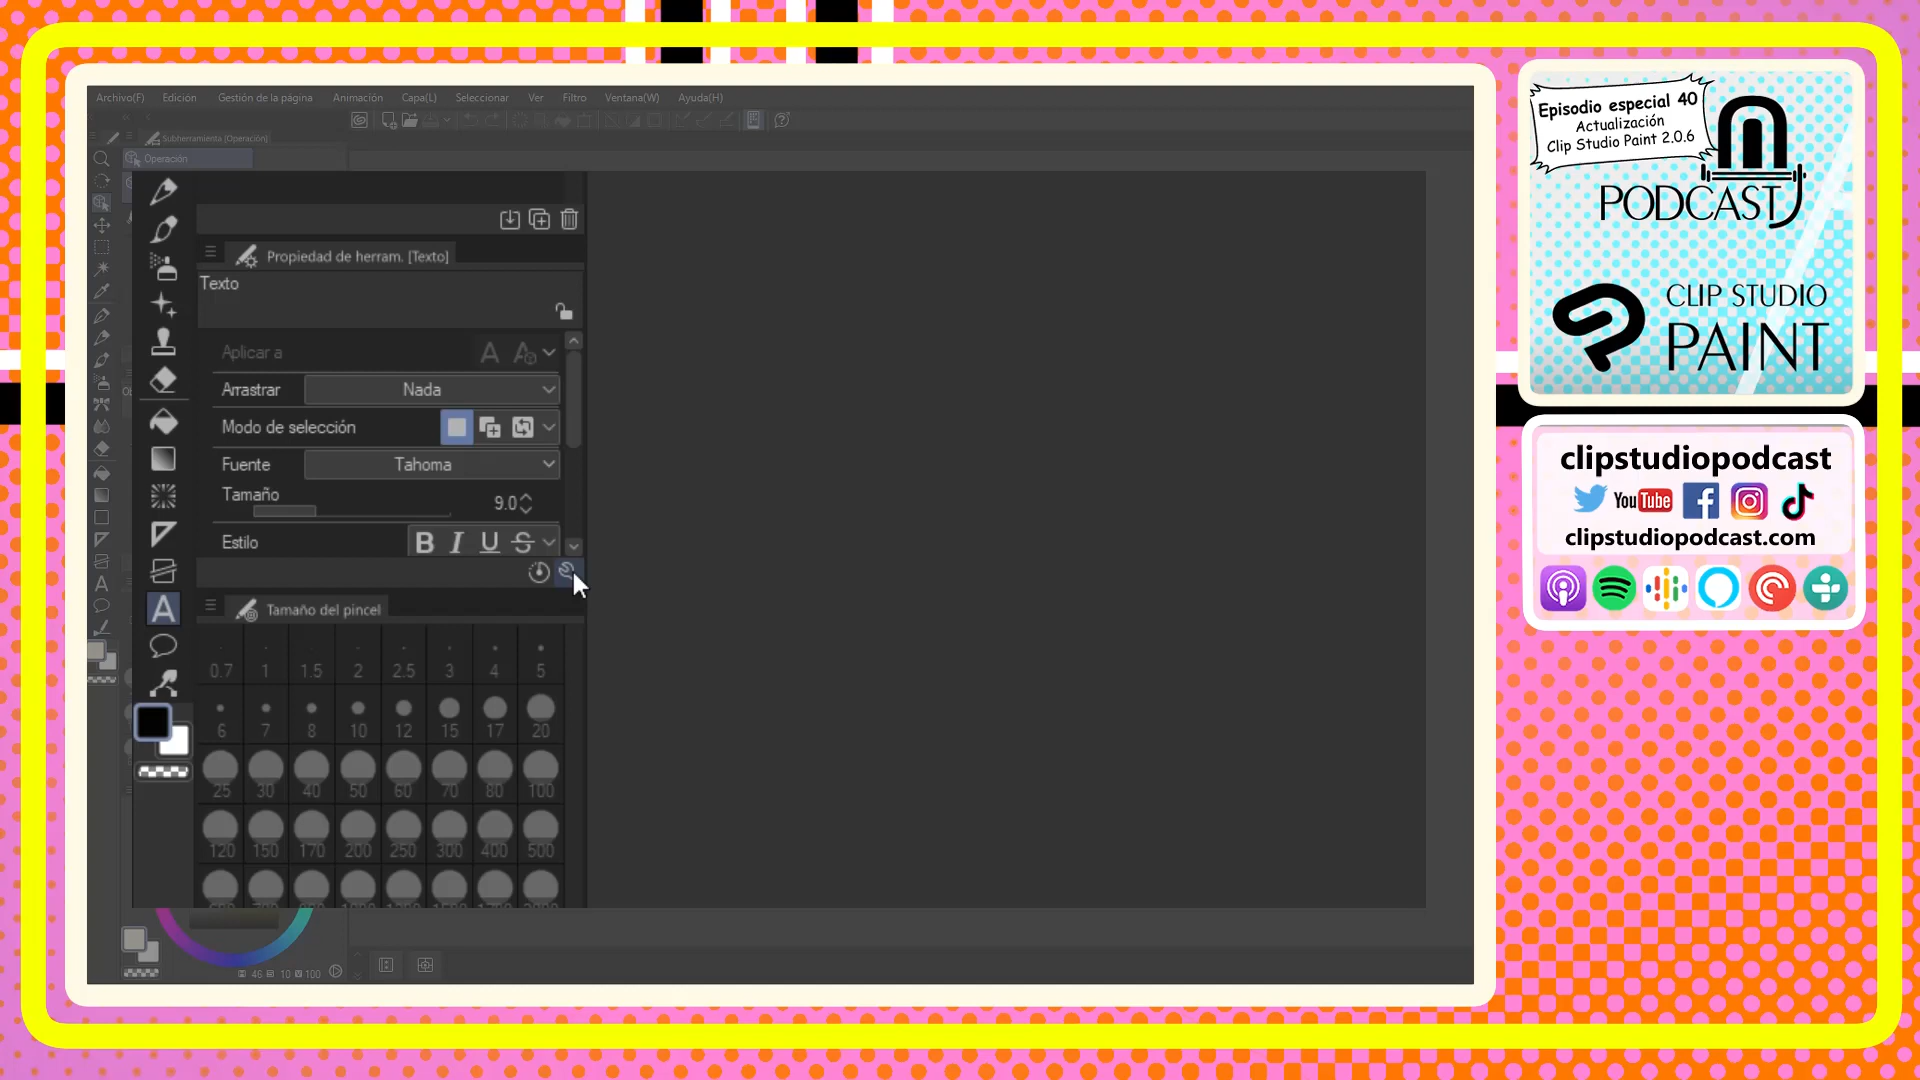 Archivo(F) Edición Gestión de la página Animación Capa(L) Seleccionar Ver Filtro Ventana(W) Ayuda(H)
Subherramienta [Operación]
Operación
Propiedad de herram. [Texto]
Texto
Aplicar a
Arrastrar Nada
Modo de selección
Fuente Tahoma
Tamaño 9.0
Estilo B I U S
Tamaño del pincel
0.7 1 1.5 2 2.5 3 4 5
6 7 8 10 12 15 17 20
25 30 40 50 60 70 80 100
120 150 170 200 250 300 400 500
46 10 100
Episodio especial 40
Actualización
Clip Studio Paint 2.0.6
PODCAST
CLIP STUDIO
PAINT
clipstudiopodcast
YouTube
clipstudiopodcast.com